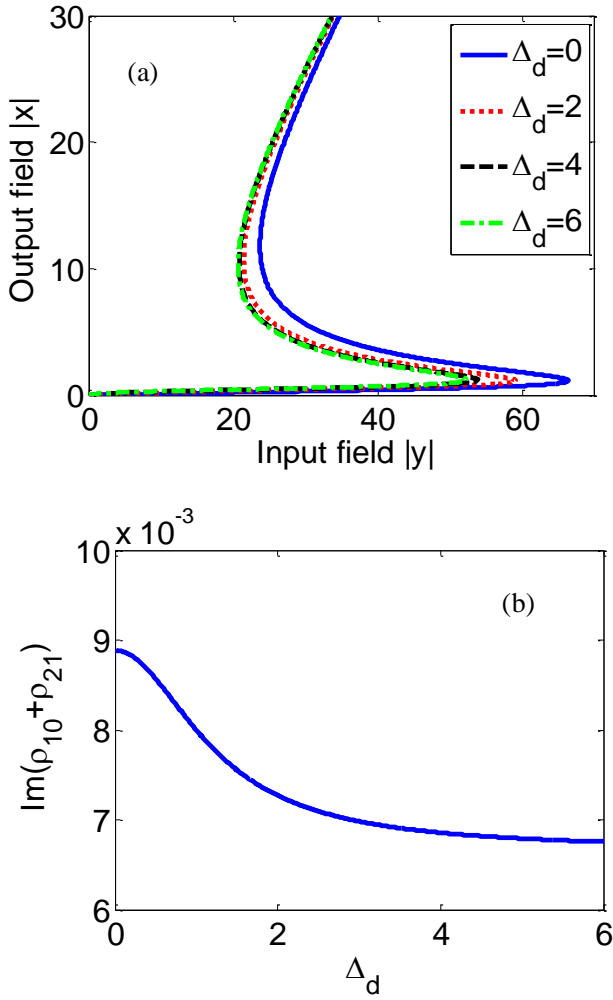 30
(a)
Δd=0
Δd=2
Δd=4
Δd=6
20
10
0
0 20 40 60
Output field |x|
Input field |y|
x 10-3
10
(b)
9
8
7
6
0 2 4 6
Im(ρ10+ρ21)
Δd